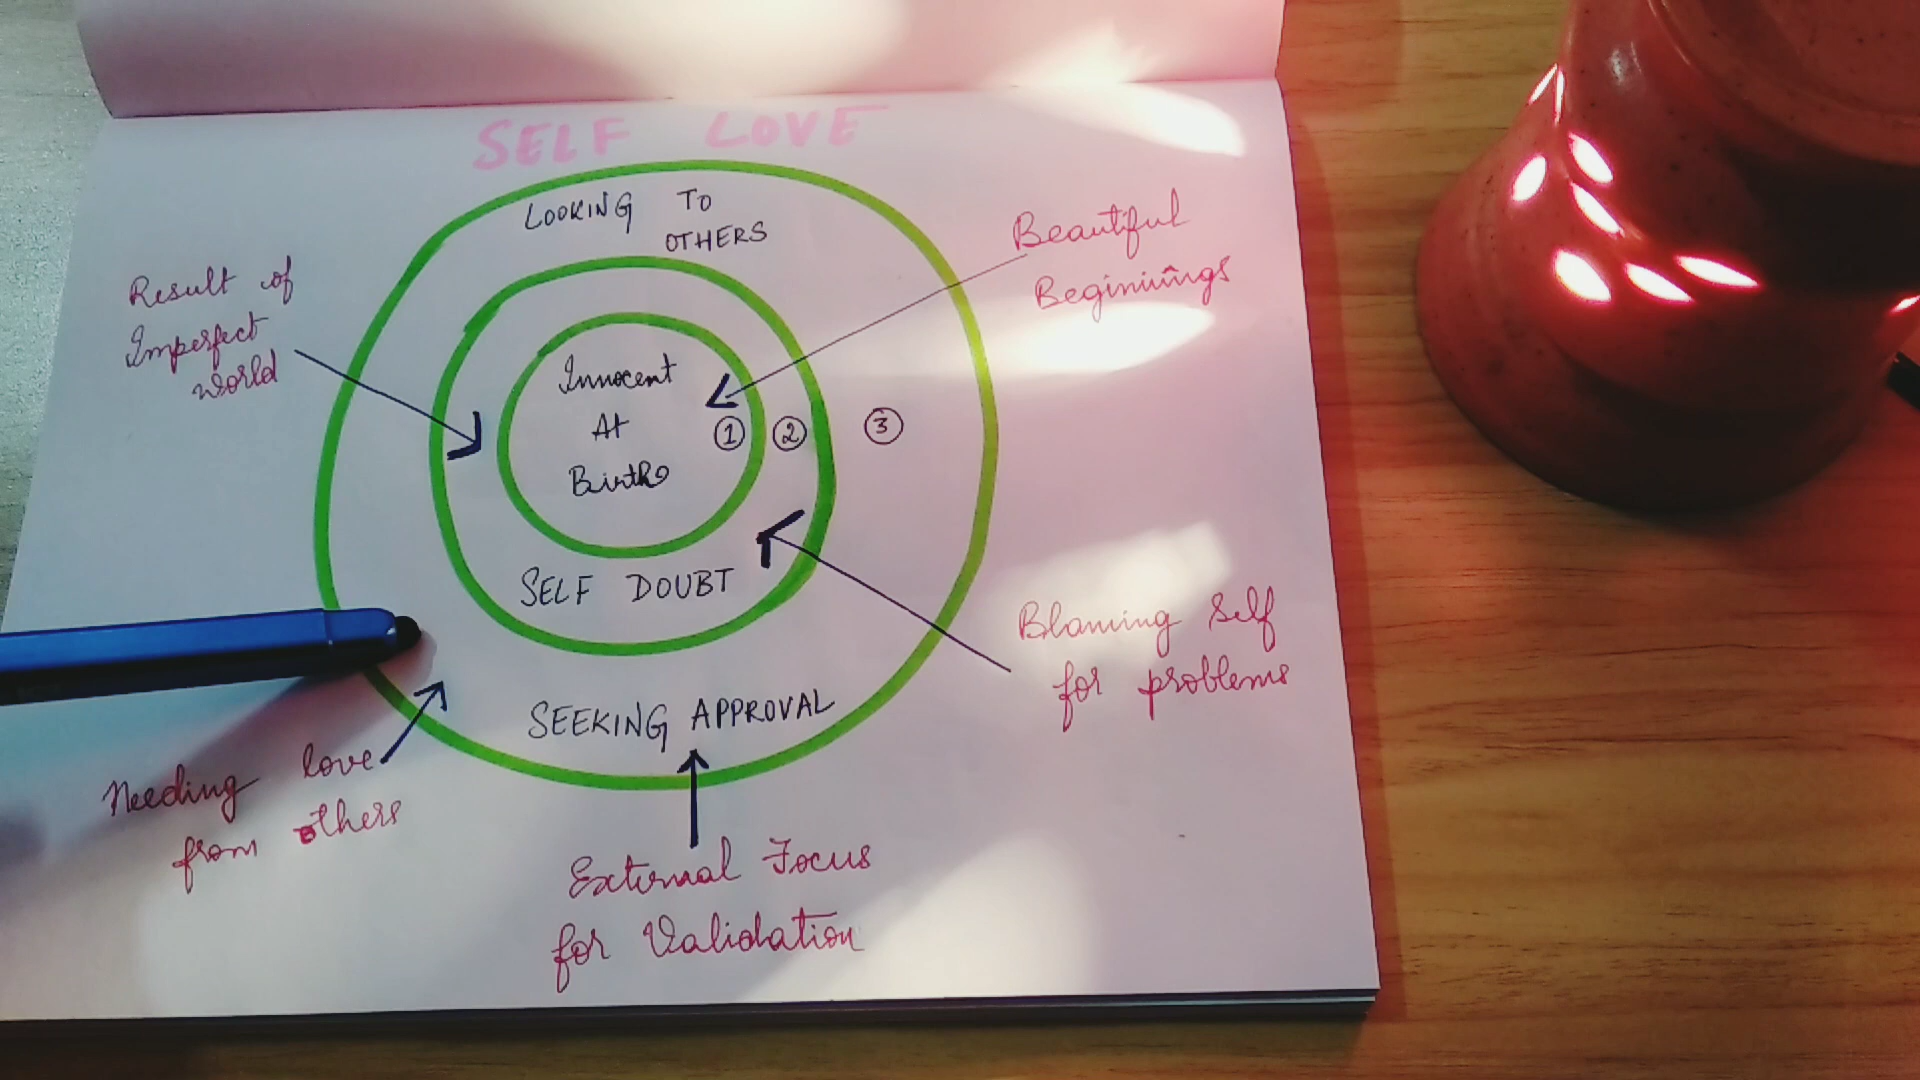 SELF LOVE
LOOKING TO
OTHERS
Beautiful
Beginings
Result of
Imperfect
world
Innocent
At
Birth
1 2 3
SELF DOUBT
Blaming Self
for problems
SEEKING APPROVAL
Needing love
from others
External Focus
for Validation